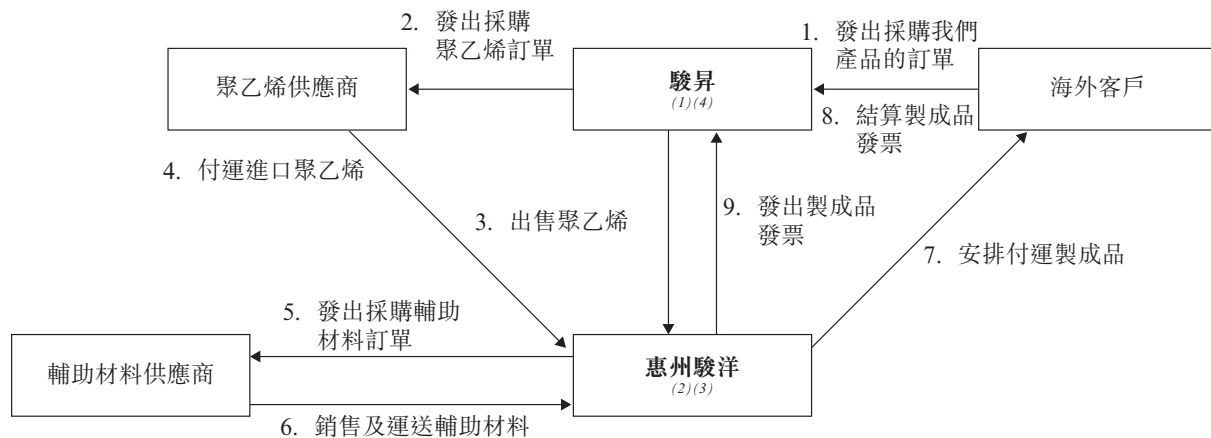 2. 發出採購
聚乙烯訂單
1. 發出採購我們
產品的訂單
聚乙烯供應商
駿昇
(1)(4)
海外客戶
8. 結算製成品
發票
4. 付運進口聚乙烯
3. 出售聚乙烯
9. 發出製成品
發票
7. 安排付運製成品
5. 發出採購輔助
材料訂單
輔助材料供應商
惠州駿洋
(2)(3)
6. 銷售及運送輔助材料